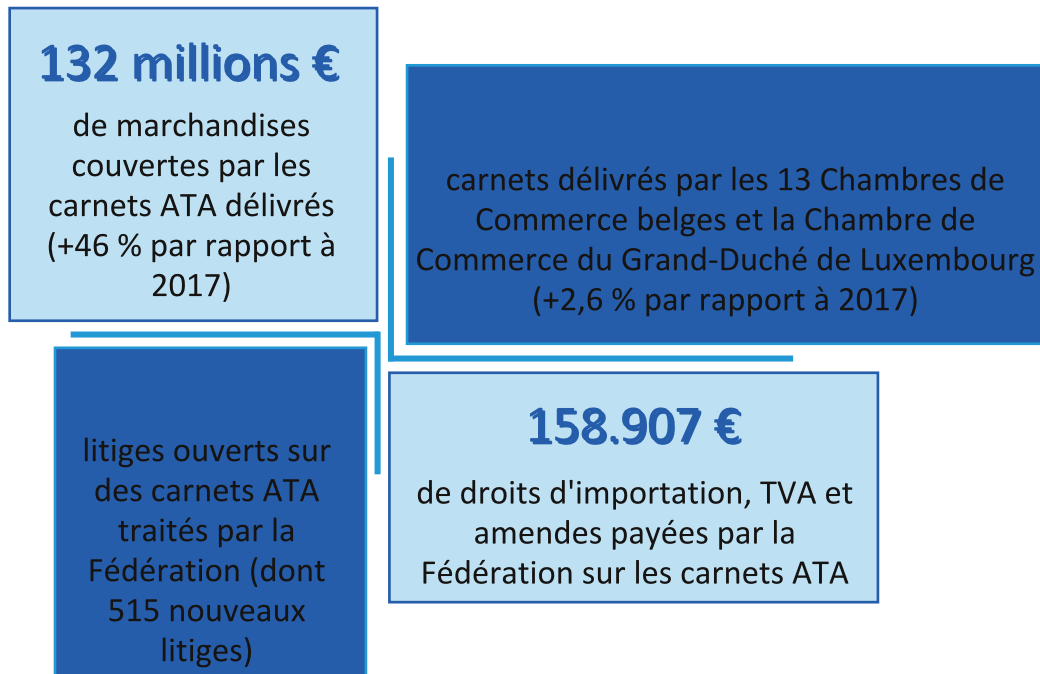 132 millions €
de marchandises
couvertes par les
carnets ATA délivrés
(+46 % par rapport à
2017)
carnets délivrés par les 13 Chambres de
Commerce belges et la Chambre de
Commerce du Grand-Duché de Luxembourg
(+2,6 % par rapport à 2017)
litiges ouverts sur
des carnets ATA
traités par la
Fédération (dont
515 nouveaux
litiges)
158.907 €
de droits d'importation, TVA et
amendes payées par la
Fédération sur les carnets ATA